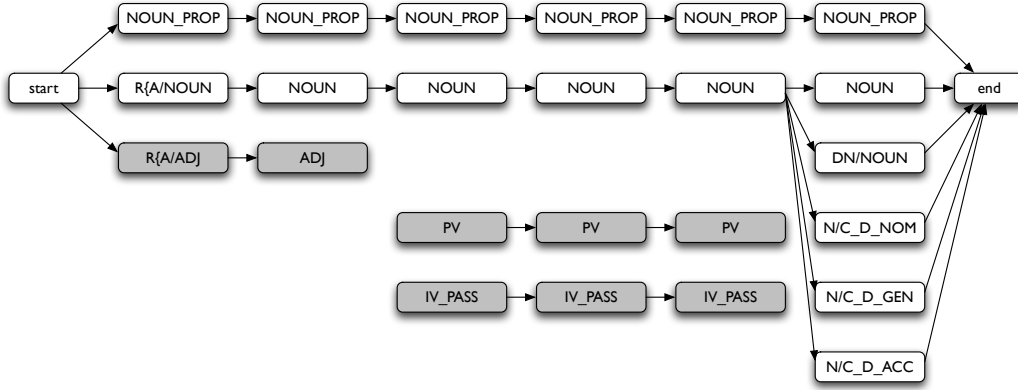 NOUN_PROP NOUN_PROP NOUN_PROP NOUN_PROP NOUN_PROP NOUN_PROP
start R{A/NOUN NOUN NOUN NOUN NOUN NOUN end
R{A/ADJ ADJ DN/NOUN
PV PV PV N/C_D_NOM
IV_PASS IV_PASS IV_PASS N/C_D_GEN
N/C_D_ACC